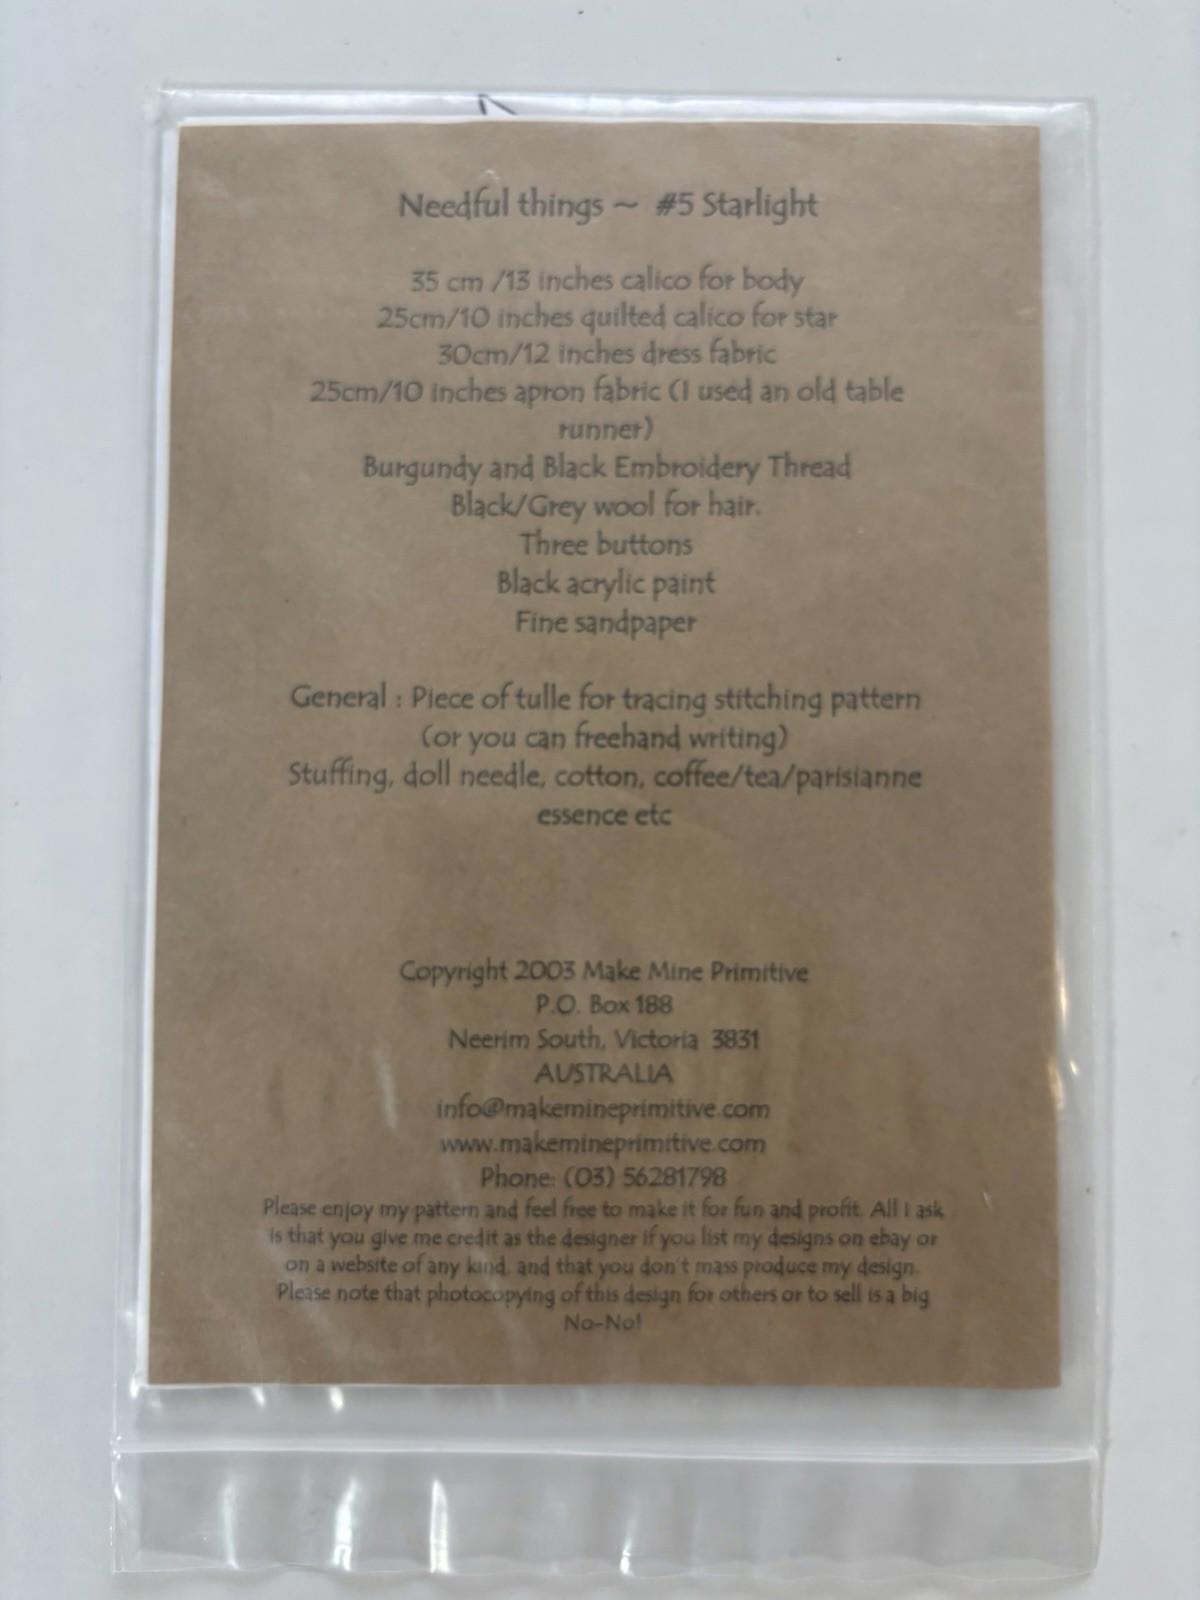 Needful things ~ #5 Starlight
35 cm /13 inches calico for body
25cm/10 inches quilted calico for star
30cm/12 inches dress fabric
25cm/10 inches apron fabric (I used an old table
runner)
Burgundy and Black Embroidery Thread
Black/Grey wool for hair.
Three buttons
Black acrylic paint
Fine sandpaper
General : Piece of tulle for tracing stitching pattern
(or you can freehand writing)
Stuffing, doll needle, cotton, coffee/tea/parisianne
essence etc
Copyright 2003 Make Mine Primitive
P.O. Box 188
Neerim South, Victoria 3831
AUSTRALIA
info@makemineprimitive.com
www.makemineprimitive.com
Phone: (03) 56281798
Please enjoy my pattern and feel free to make it for fun and profit. All I ask
is that you give me credit as the designer if you list my designs on ebay or
on a website of any kind, and that you don't mass produce my design.
Please note that photocopying of this design for others or to sell is a big
No-No!